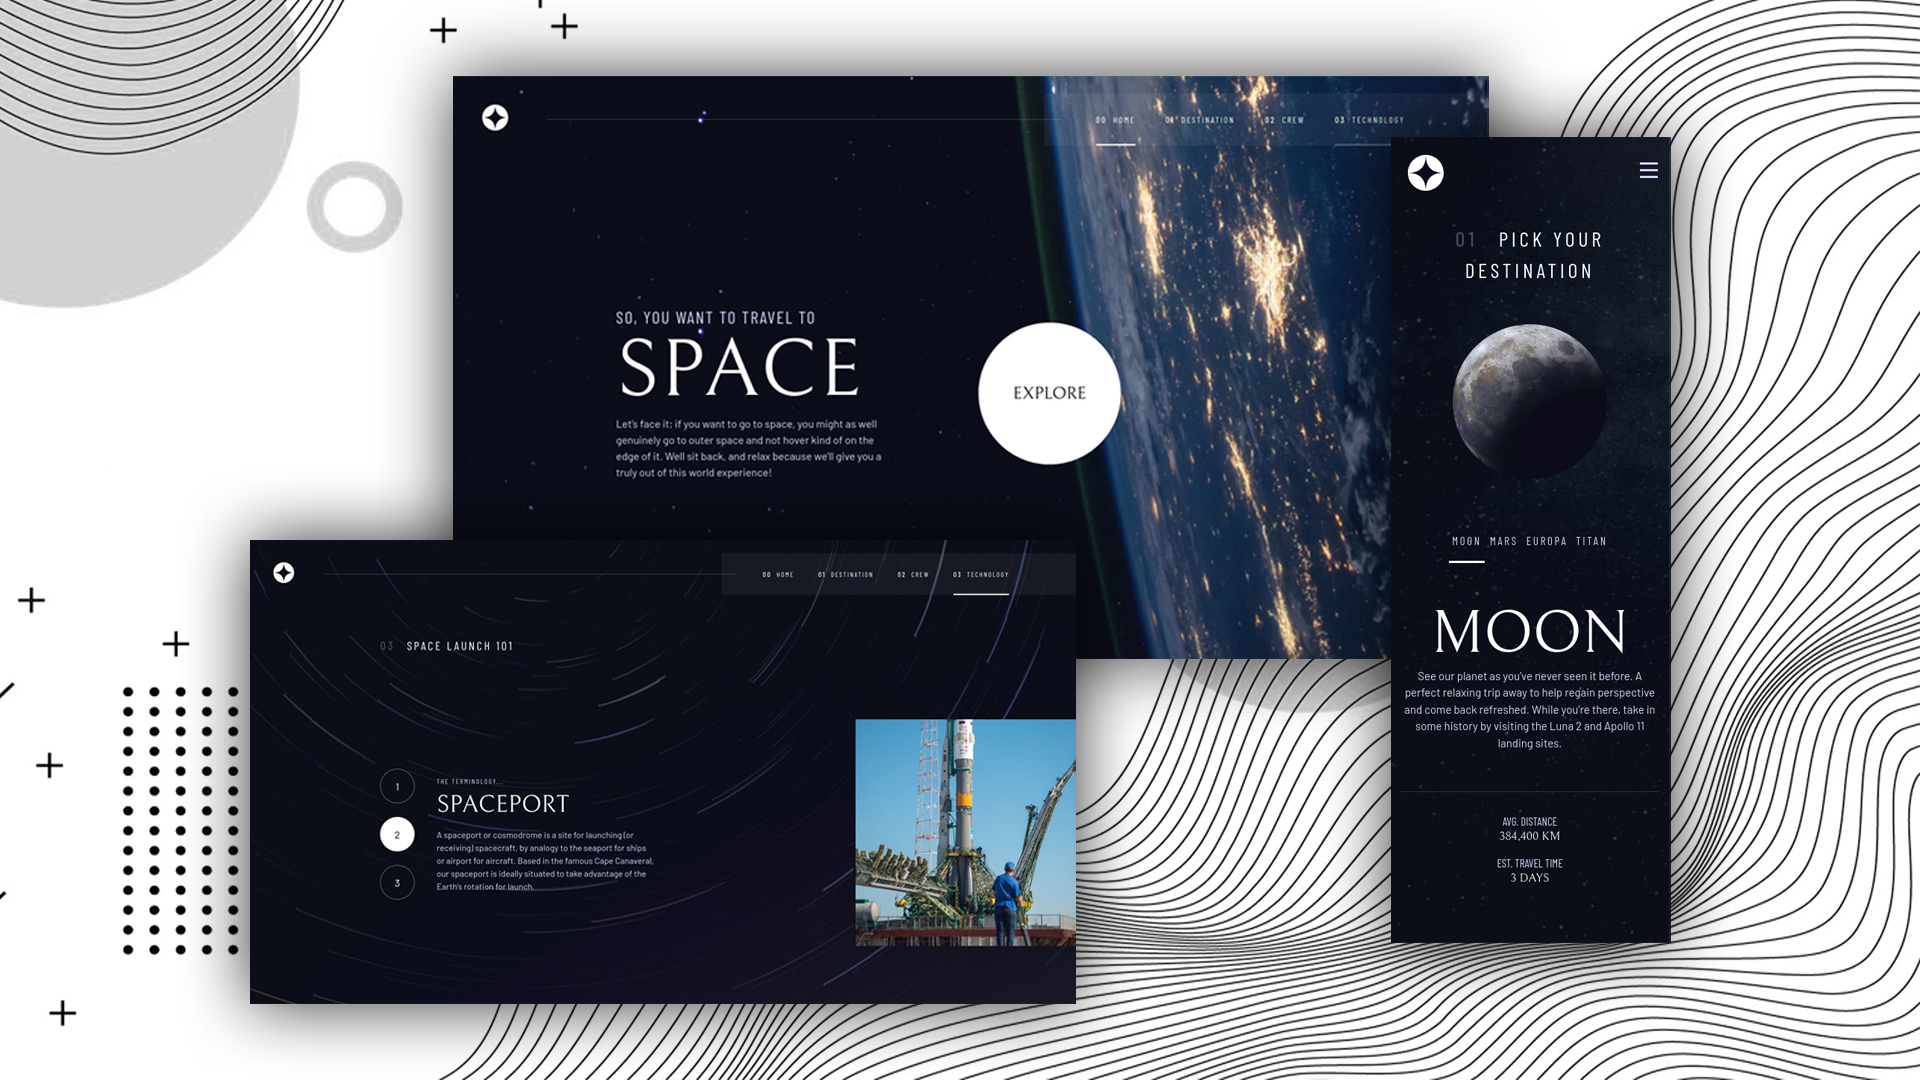 00 HOME 01 DESTINATION 02 CREW 03 TECHNOLOGY
SO, YOU WANT TO TRAVEL TO
SPACE
Let's face it; if you want to go to space, you might as well
genuinely go to outer space and not hover kind of on the
edge of it. Well sit back, and relax because we'll give you a
truly out of this world experience!
EXPLORE
01 PICK YOUR
DESTINATION
MOON MARS EUROPA TITAN
MOON
See our planet as you've never seen it before. A
perfect relaxing trip away to help regain perspective
and come back refreshed. While you're there, take in
some history by visiting the Luna 2 and Apollo 11
landing sites.
AVG. DISTANCE
384,400 KM
EST. TRAVEL TIME
3 DAYS
00 HOME 01 DESTINATION 02 CREW 03 TECHNOLOGY
03 SPACE LAUNCH 101
1
2
3
THE TERMINOLOGY...
SPACEPORT
A spaceport or cosmodrome is a site for launching (or
receiving) spacecraft, by analogy to the seaport for ships
or airport for aircraft. Based in the famous Cape Canaveral,
our spaceport is ideally situated to take advantage of the
Earth's rotation for launch.